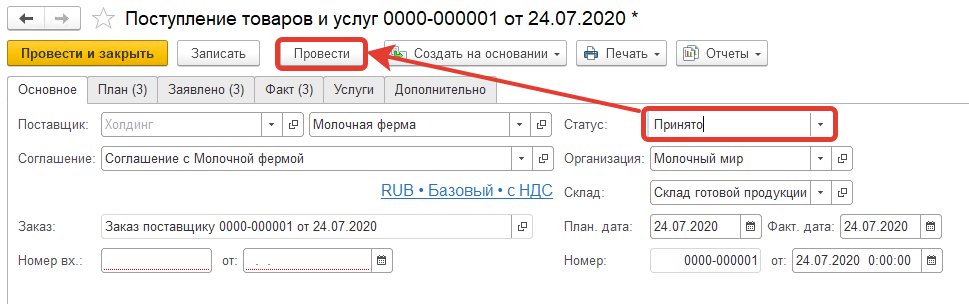 Поступление товаров и услуг 0000-000001 от 24.07.2020 *
Провести и закрыть Записать Провести Создать на основании Печать Отчеты
Основное План (3) Заявлено (3) Факт (3) Услуги Дополнительно
Поставщик: Холдинг Молочная ферма Статус: Принято
Соглашение: Соглашение с Молочной фермой Организация: Молочный мир
RUB • Базовый • с НДС Склад: Склад готовой продукции
Заказ: Заказ поставщику 0000-000001 от 24.07.2020 План. дата: 24.07.2020 Факт. дата: 24.07.2020
Номер вх.: от: . . Номер: 0000-000001 от: 24.07.2020 0:00:00